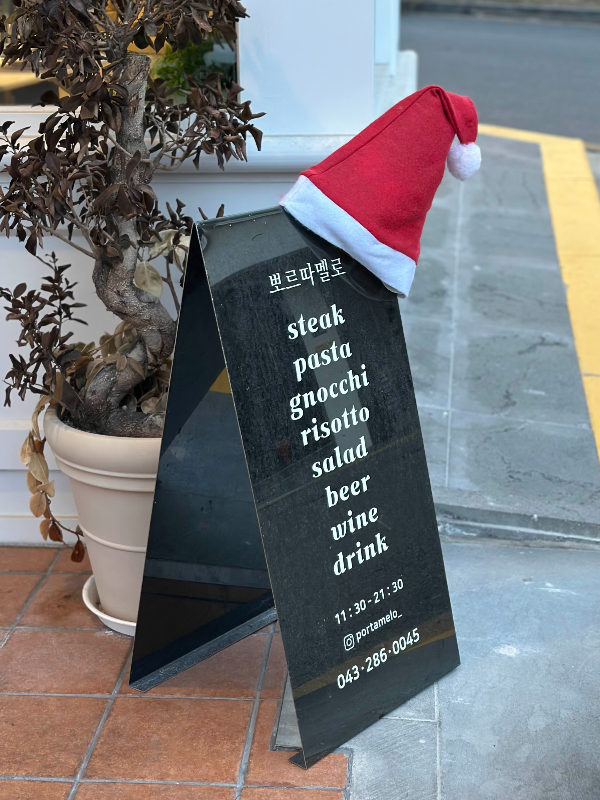 뽀르따멜로
steak
pasta
gnocchi
risotto
salad
beer
wine
drink
11:30-21:30
portamelo_
043·286·0045